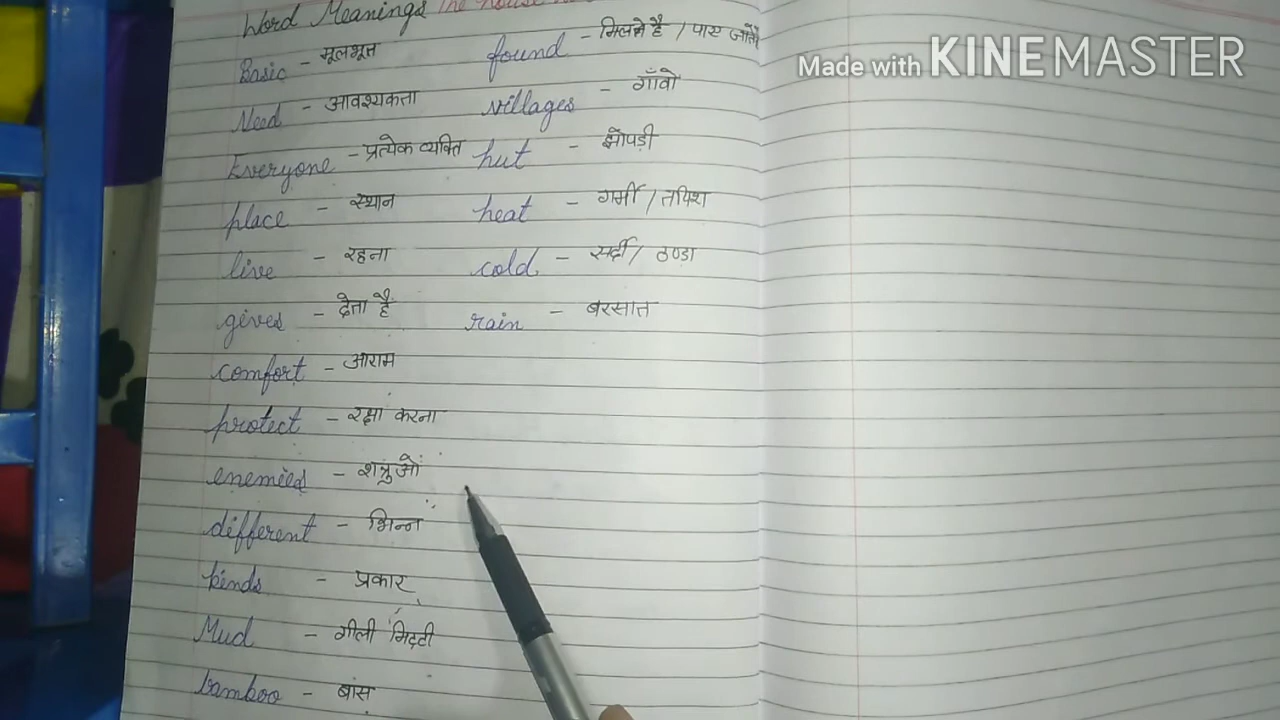 Word Meanings The house
Basic - मूलभूत
Need - आवश्यकता
Everyone - प्रत्येक व्यक्ति
place - स्थान
live - रहना
gives - देता है
comfort - आराम
protect - रक्षा करना
enemies - शत्रुओं
different - भिन्न
kinds - प्रकार
Mud - गीली मिट्टी
bamboo - बांस
found - मिलते है / पाए जाते
villages - गाँवो
hut - झोपड़ी
heat - गर्मी / तपिश
cold - सर्दी / ठण्डा
rain - बरसात
Made with KINEMASTER